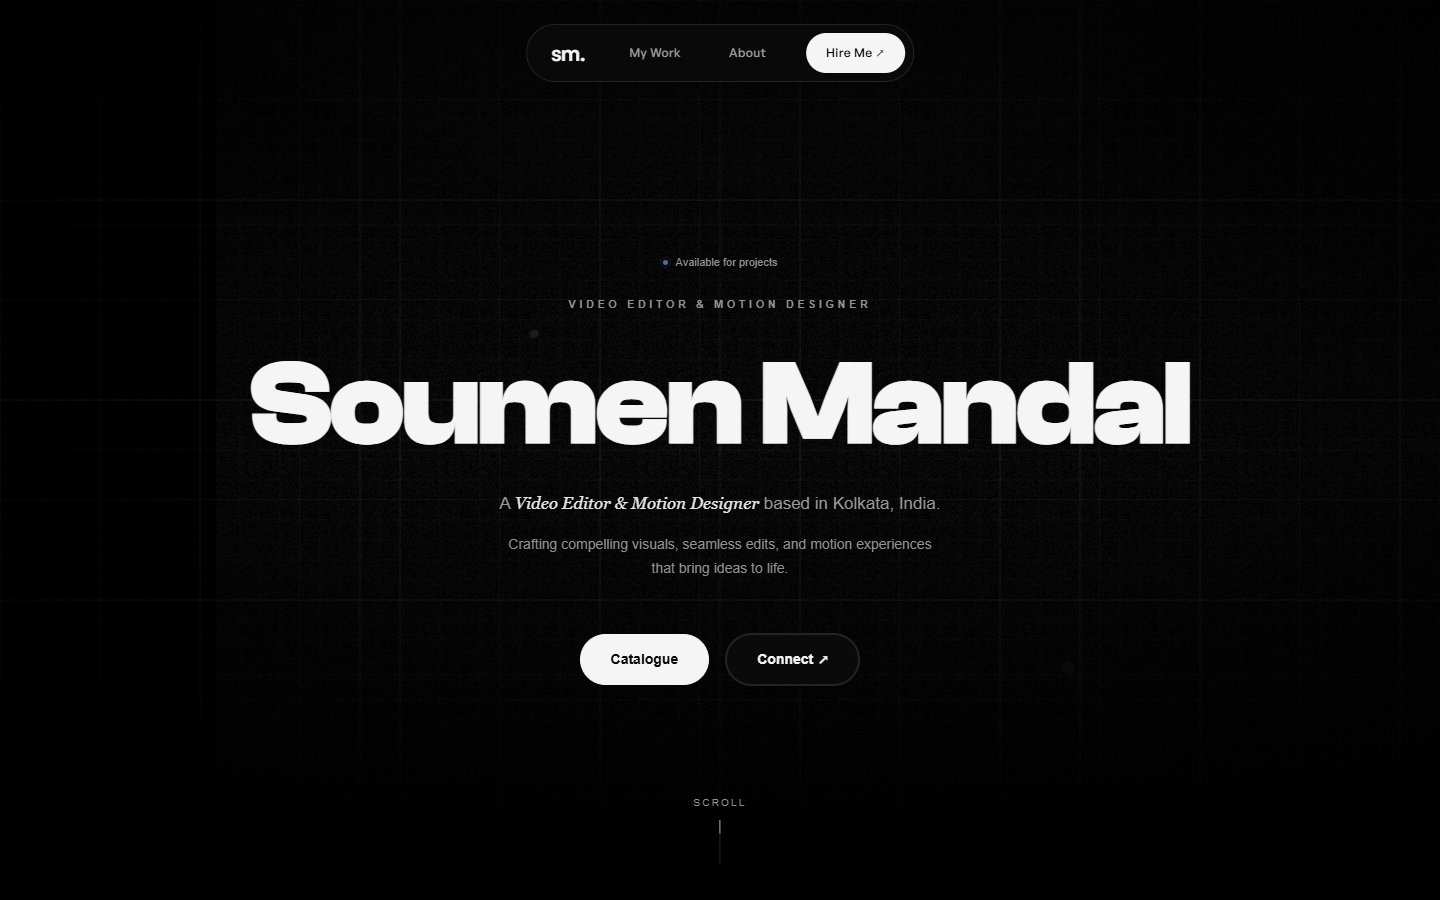 sm.
My Work
About
Hire Me ↗
Available for projects
VIDEO EDITOR & MOTION DESIGNER
Soumen Mandal
A Video Editor & Motion Designer based in Kolkata, India.
Crafting compelling visuals, seamless edits, and motion experiences
that bring ideas to life.
Catalogue
Connect ↗
SCROLL